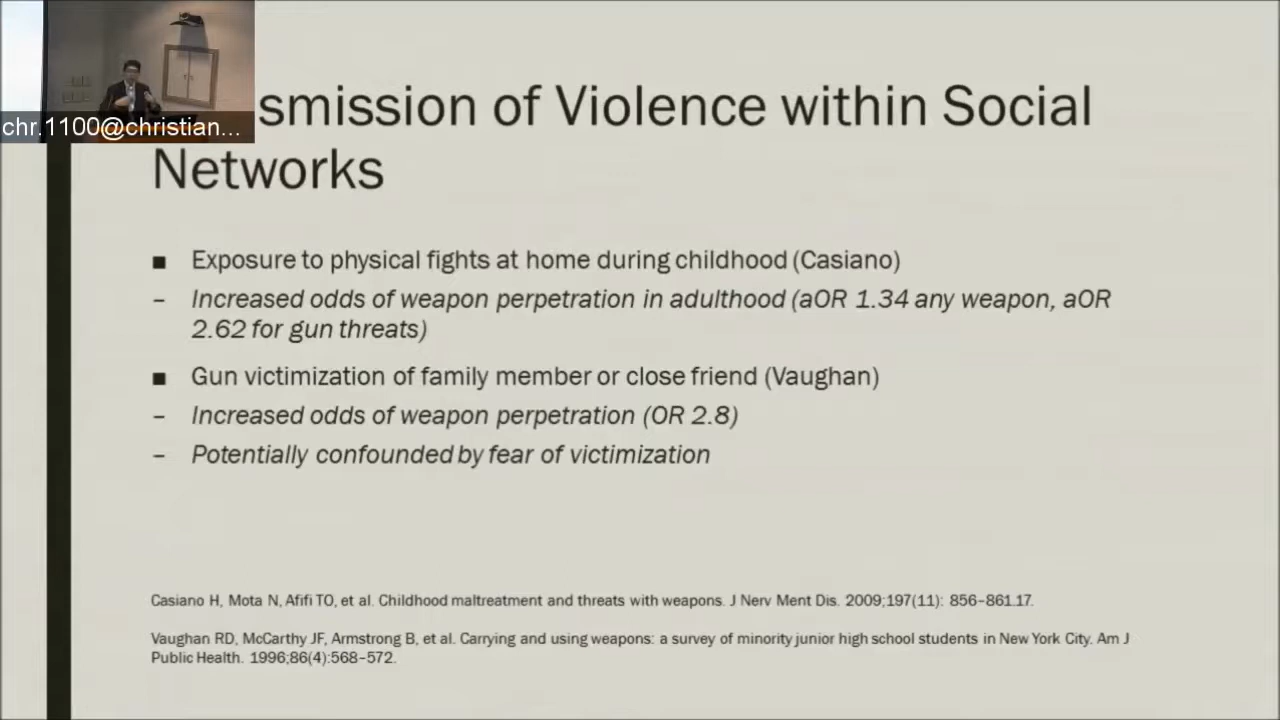 chr.1100@christian...
smission of Violence within Social
Networks
■ Exposure to physical fights at home during childhood (Casiano)
– Increased odds of weapon perpetration in adulthood (aOR 1.34 any weapon, aOR
2.62 for gun threats)
■ Gun victimization of family member or close friend (Vaughan)
– Increased odds of weapon perpetration (OR 2.8)
– Potentially confounded by fear of victimization
Casiano H, Mota N, Afifi TO, et al. Childhood maltreatment and threats with weapons. J Nerv Ment Dis. 2009;197(11): 856–861.17.
Vaughan RD, McCarthy JF, Armstrong B, et al. Carrying and using weapons: a survey of minority junior high school students in New York City. Am J
Public Health. 1996;86(4):568–572.